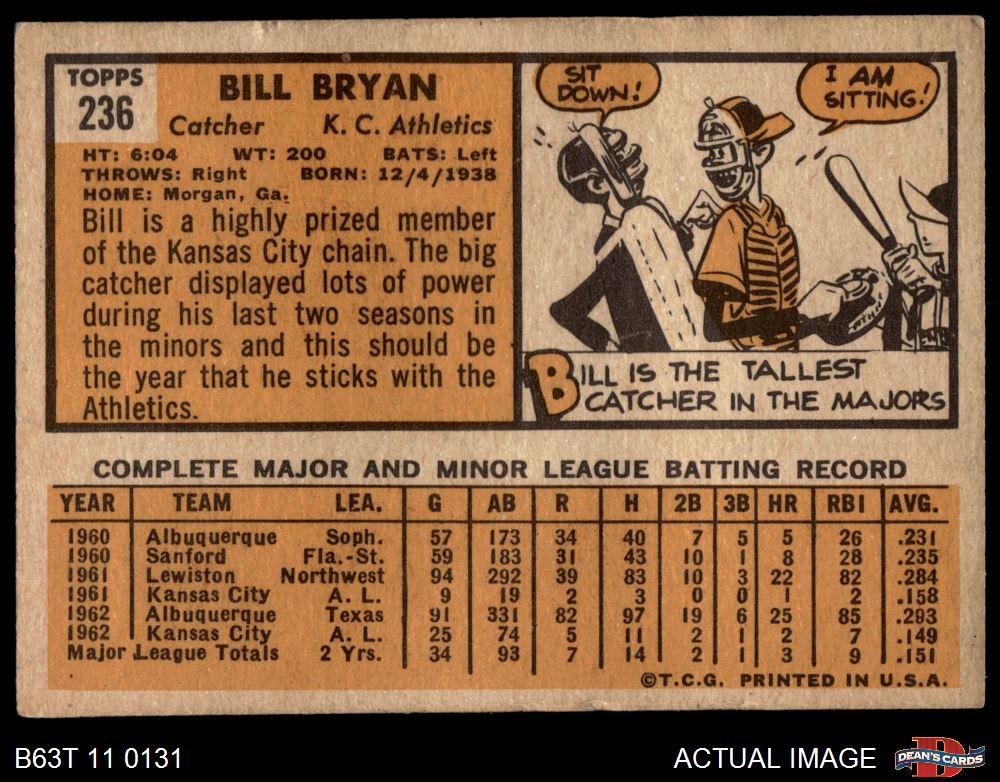 TOPPS
236
BILL BRYAN
Catcher K. C. Athletics
HT: 6:04 WT: 200 BATS: Left
THROWS: Right BORN: 12/4/1938
HOME: Morgan, Ga.
Bill is a highly prized member
of the Kansas City chain. The big
catcher displayed lots of power
during his last two seasons in
the minors and this should be
the year that he sticks with the
Athletics.
SIT
DOWN!
I AM
SITTING!
BILL IS THE TALLEST
CATCHER IN THE MAJORS
COMPLETE MAJOR AND MINOR LEAGUE BATTING RECORD
YEAR TEAM LEA. G AB R H 2B 3B HR RBI AVG.
1960 Albuquerque Soph. 57 173 34 40 7 5 5 26 .231
1960 Sanford Fla.-St. 59 183 31 43 10 1 8 28 .235
1961 Lewiston Northwest 94 292 39 83 10 3 22 82 .284
1961 Kansas City A. L. 9 19 2 3 0 0 1 2 .158
1962 Albuquerque Texas 91 331 82 97 19 6 25 85 .293
1962 Kansas City A. L. 25 74 5 11 2 1 2 7 .149
Major League Totals 2 Yrs. 34 93 7 14 2 1 3 9 .151
©T.C.G. PRINTED IN U.S.A.
B63T 11 0131 ACTUAL IMAGE
D
DEAN'S CARDS